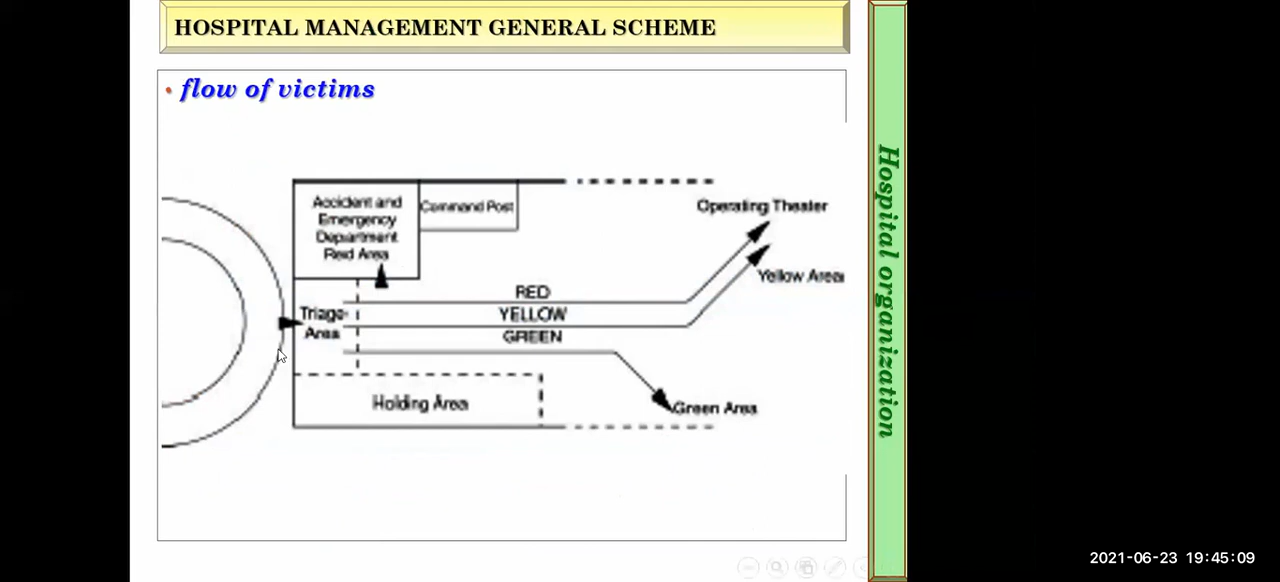 HOSPITAL MANAGEMENT GENERAL SCHEME
• flow of victims
Accident and
Emergency
Department
Red Area
Command Post
Operating Theater
Yellow Area
RED
YELLOW
GREEN
Triage
Area
Holding Area
Green Area
Hospital organization
2021-06-23 19:45:09